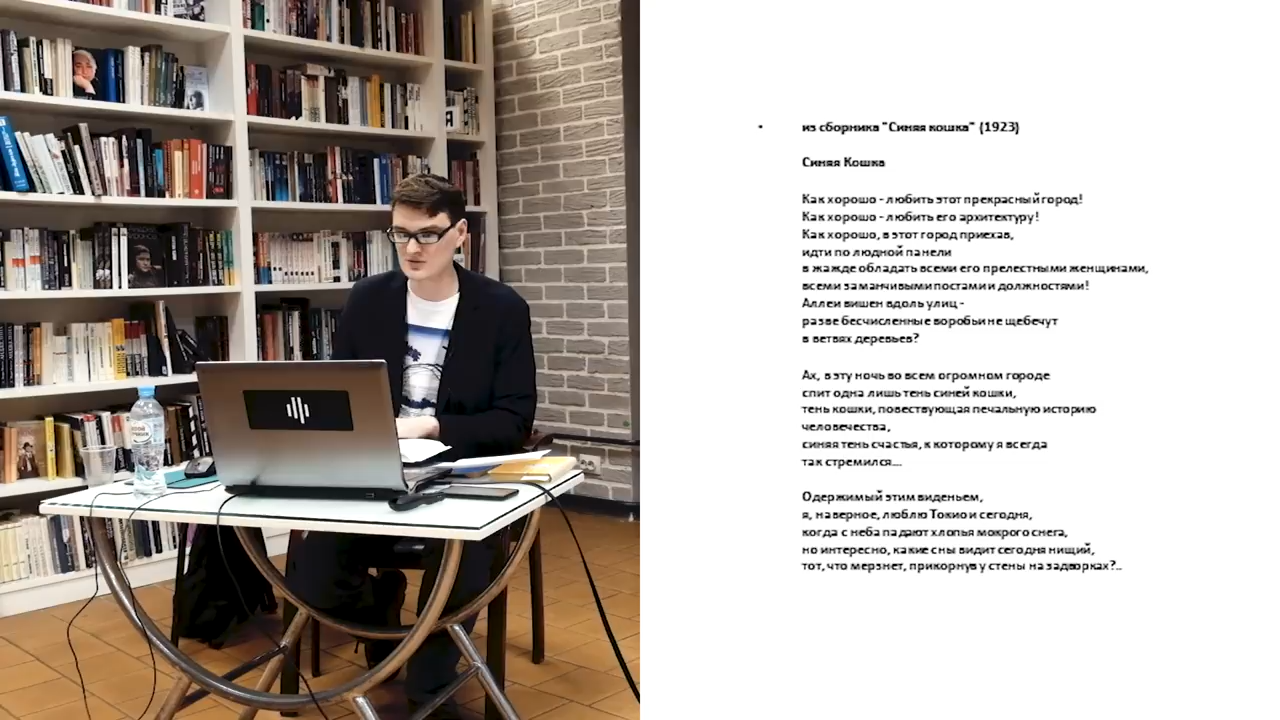 • из сборника "Синяя кошка" (1923)
Синяя Кошка
Как хорошо - любить этот прекрасный город!
Как хорошо - любить его архитектуру!
Как хорошо, в этот город приехав,
идти по людной панели
в жажде обладать всеми его прелестными женщинами,
всеми заманчивыми постами и должностями!
Аллеи вишен вдоль улиц -
разве бесчисленные воробьи не щебечут
в ветвях деревьев?
Ах, в эту ночь во всем огромном городе
спит одна лишь тень синей кошки,
тень кошки, повествующая печальную историю
человечества,
синяя тень счастья, к которому я всегда
так стремился...
Одержимый этим виденьем,
я, наверное, люблю Токио и сегодня,
когда с неба падают хлопья мокрого снега,
но интересно, какие сны видит сегодня нищий,
тот, что мерзнет, прикорнув у стены на задворках?..